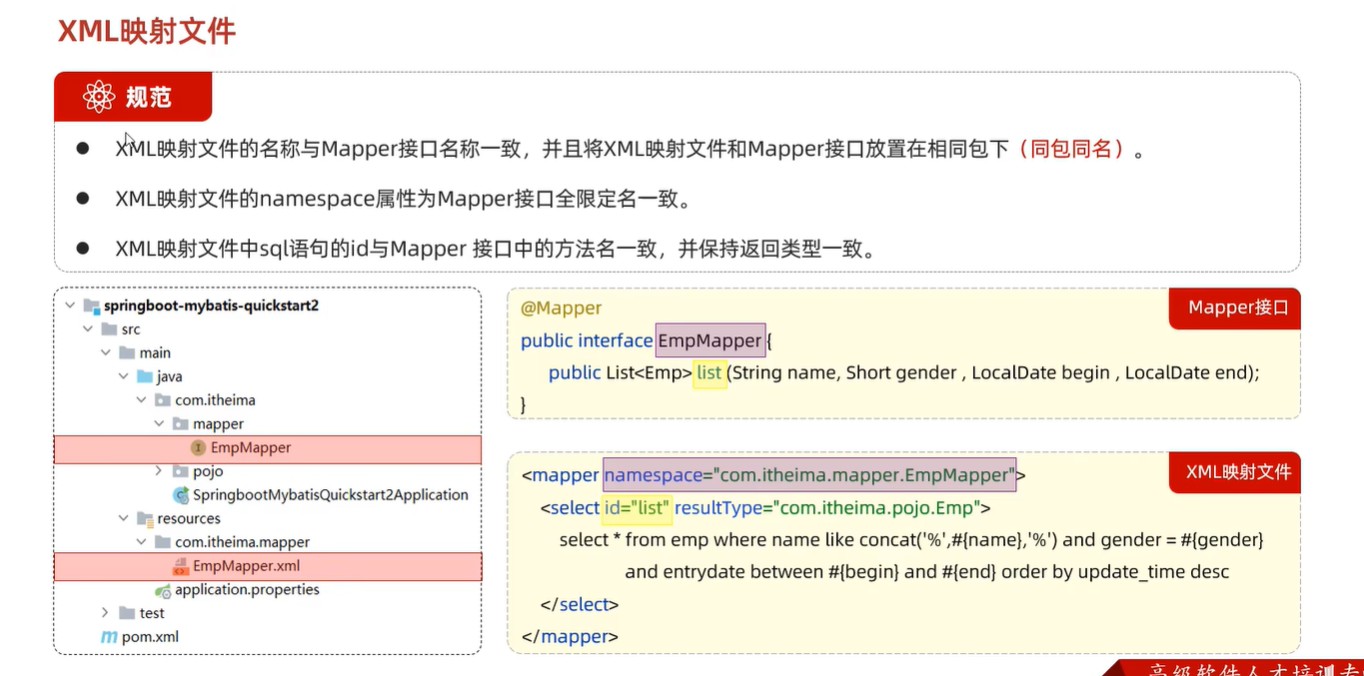 XML映射文件
规范
XML映射文件的名称与Mapper接口名称一致，并且将XML映射文件和Mapper接口放置在相同包下（同包同名）。
XML映射文件的namespace属性为Mapper接口全限定名一致。
XML映射文件中sql语句的id与Mapper 接口中的方法名一致，并保持返回类型一致。
springboot-mybatis-quickstart2
src
main
java
com.itheima
mapper
EmpMapper
pojo
SpringbootMybatisQuickstart2Application
resources
com.itheima.mapper
EmpMapper.xml
application.properties
test
pom.xml
Mapper接口
@Mapper
public interface EmpMapper {
public List<Emp> list (String name, Short gender , LocalDate begin , LocalDate end);
}
XML映射文件
<mapper namespace="com.itheima.mapper.EmpMapper">
<select id="list" resultType="com.itheima.pojo.Emp">
select * from emp where name like concat('%',#{name},'%') and gender = #{gender}
and entrydate between #{begin} and #{end} order by update_time desc
</select>
</mapper>
高级软件人才培训专